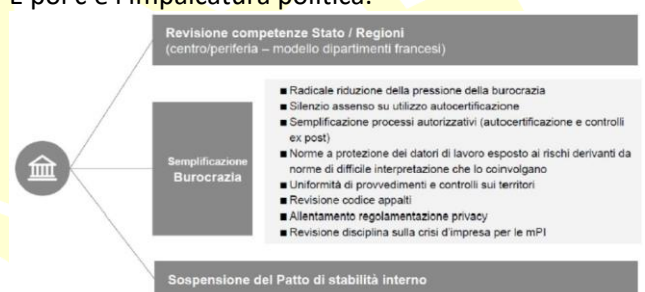 E poi c'è l'impalcatura politica.
Revisione competenze Stato / Regioni
(centro/periferia – modello dipartimenti francesi)
Semplificazione
Burocrazia
■ Radicale riduzione della pressione della burocrazia
■ Silenzio assenso su utilizzo autocertificazione
■ Semplificazione processi autorizzativi (autocertificazione e controlli
ex post)
■ Norme a protezione dei datori di lavoro esposto ai rischi derivanti da
norme di difficile interpretazione che lo coinvolgano
■ Uniformità di provvedimenti e controlli sui territori
■ Revisione codice appalti
■ Allentamento regolamentazione privacy
■ Revisione disciplina sulla crisi d'impresa per le mPI
Sospensione del Patto di stabilità interno